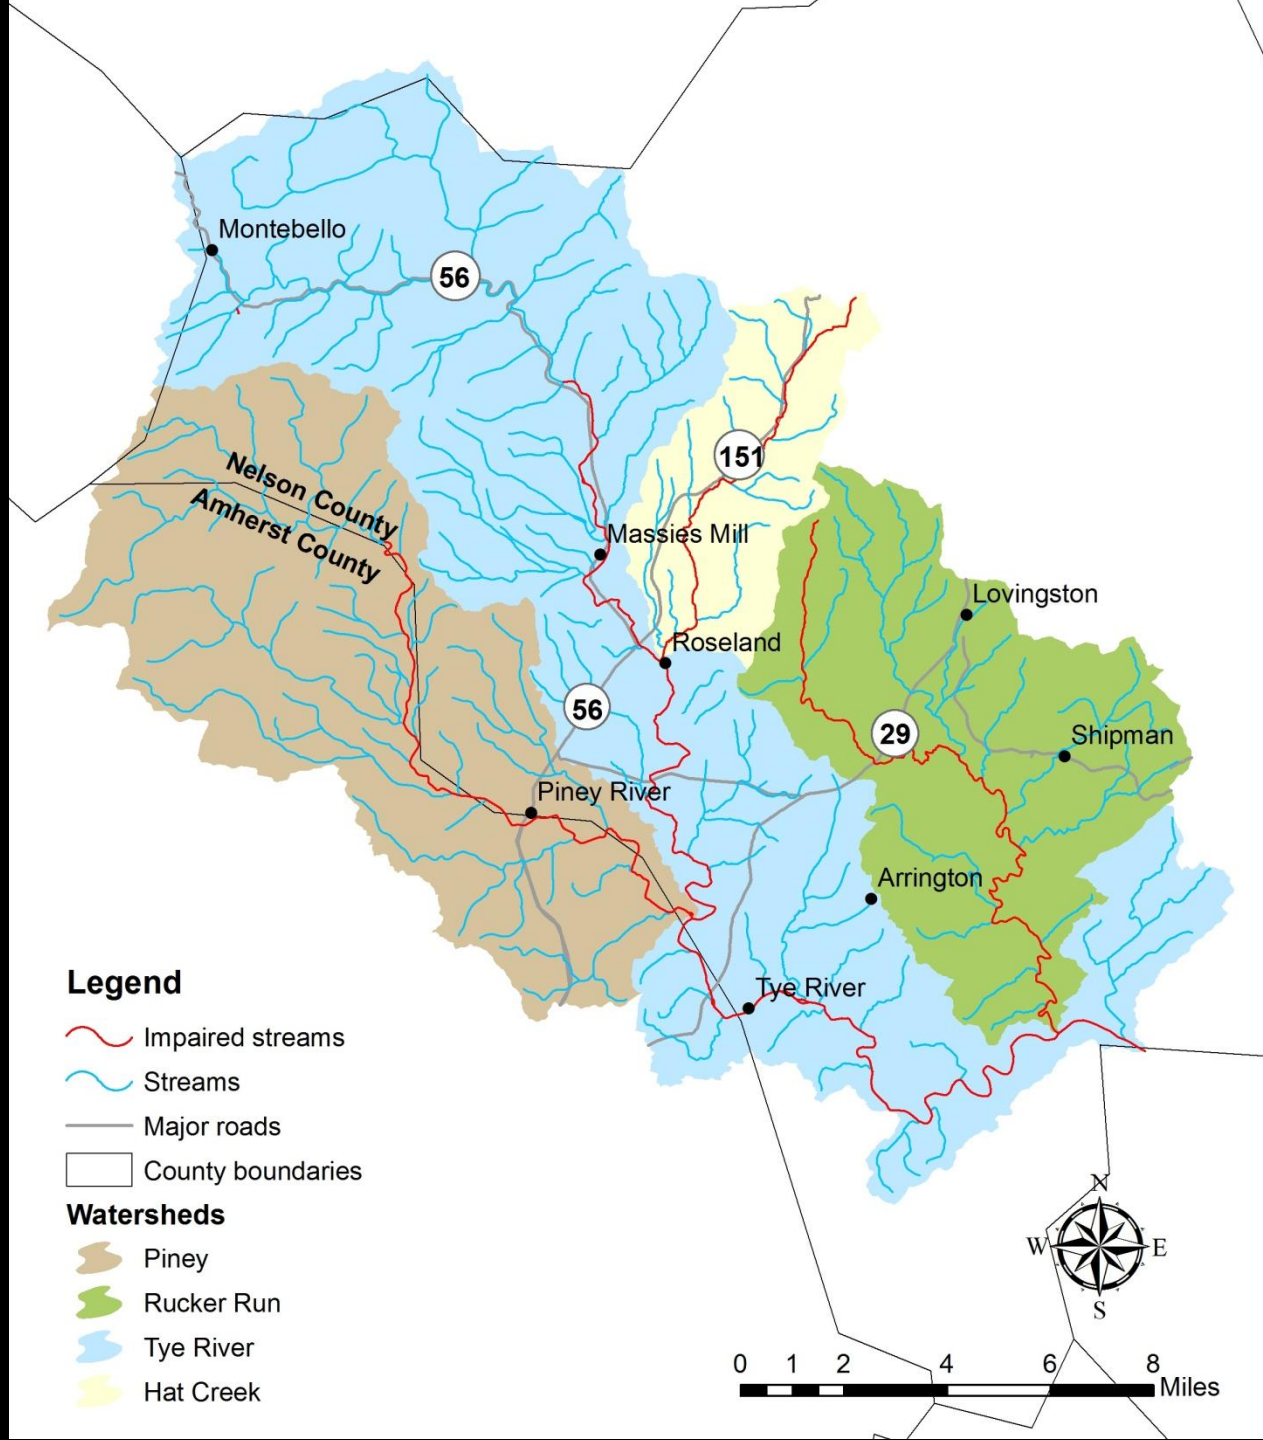 Montebello
56
151
Nelson County
Amherst County
Massies Mill
Lovingston
Roseland
56
29
Shipman
Piney River
Arrington
Tye River
Legend
Impaired streams
Streams
Major roads
County boundaries
Watersheds
Piney
Rucker Run
Tye River
Hat Creek
N
W E
S
0 1 2 4 6 8
Miles